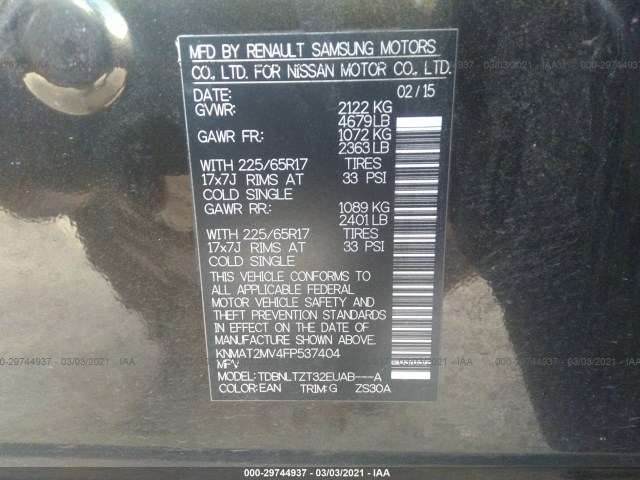 MFD BY RENAULT SAMSUNG MOTORS
CO., LTD. FOR NISSAN MOTOR CO., LTD.
DATE: 02/15
GVWR: 2122 KG
4679 LB
GAWR FR: 1072 KG
2363 LB
WITH 225/65R17 TIRES
17x7J RIMS AT 33 PSI
COLD SINGLE
GAWR RR: 1089 KG
2401 LB
WITH 225/65R17 TIRES
17x7J RIMS AT 33 PSI
COLD SINGLE
THIS VEHICLE CONFORMS TO
ALL APPLICABLE FEDERAL
MOTOR VEHICLE SAFETY AND
THEFT PREVENTION STANDARDS
IN EFFECT ON THE DATE OF
MANUFACTURE SHOWN ABOVE.
KNMAT2MV4FP537404
MPV
MODEL: TDBNLTZT32EUAB---A
COLOR: EAN TRIM: G ZS30A
000-29744937 - 03/03/2021 - IAA